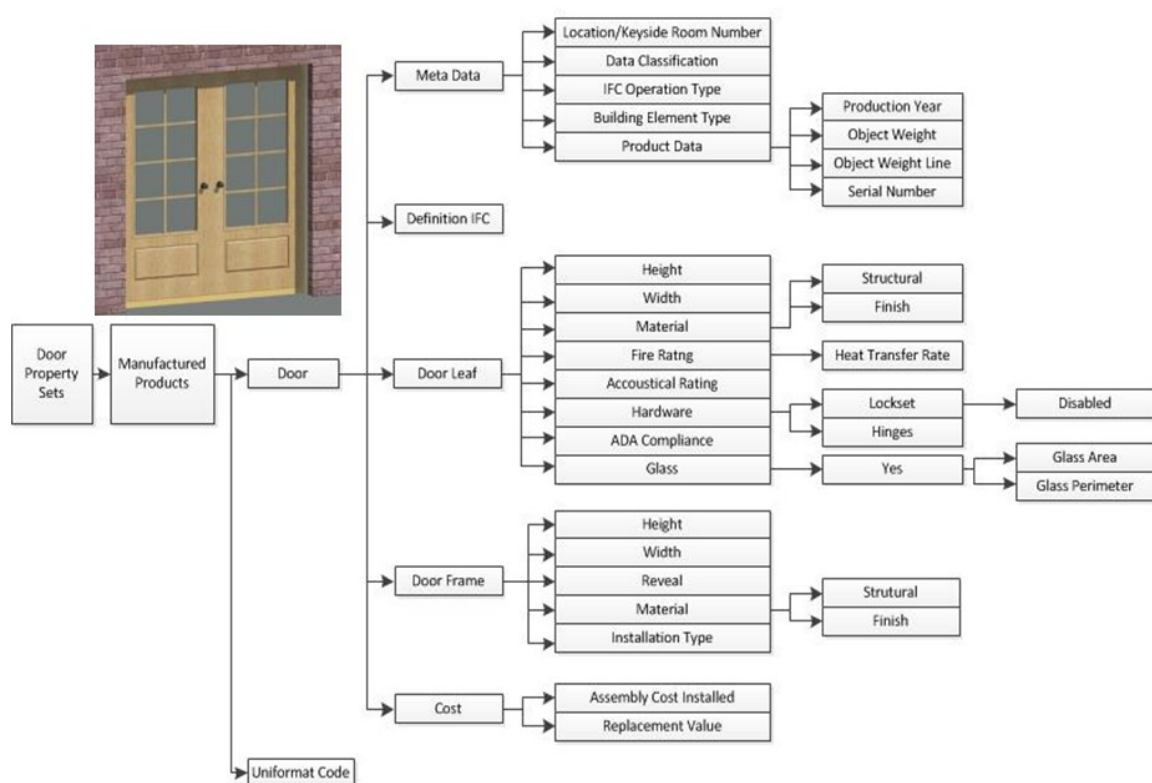 Location/Keyside Room Number
Data Classification
IFC Operation Type
Building Element Type
Product Data
Meta Data
Production Year
Object Weight
Object Weight Line
Serial Number
Definition IFC
Height
Width
Material
Fire Ratng
Accoustical Rating
Hardware
ADA Compliance
Glass
Structural
Finish
Heat Transfer Rate
Lockset
Hinges
Yes
Disabled
Glass Area
Glass Perimeter
Door
Property
Sets
Manufactured
Products
Door
Door Leaf
Height
Width
Reveal
Material
Installation Type
Door Frame
Strutural
Finish
Cost
Assembly Cost Installed
Replacement Value
Uniformat Code